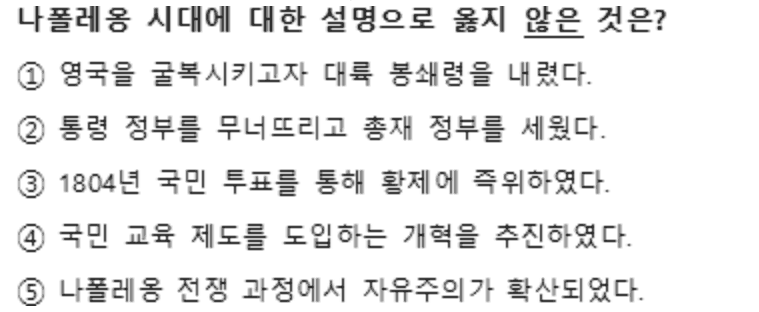 나폴레옹 시대에 대한 설명으로 옳지 않은 것은?
① 영국을 굴복시키고자 대륙 봉쇄령을 내렸다.
② 통령 정부를 무너뜨리고 총재 정부를 세웠다.
③ 1804년 국민 투표를 통해 황제에 즉위하였다.
④ 국민 교육 제도를 도입하는 개혁을 추진하였다.
⑤ 나폴레옹 전쟁 과정에서 자유주의가 확산되었다.